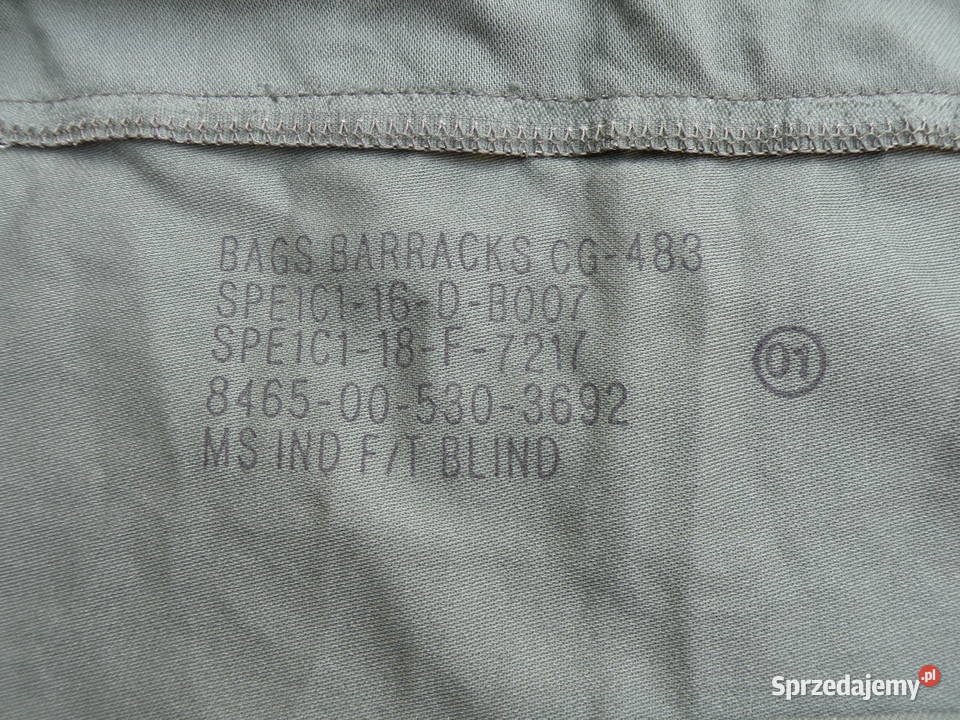 BAGS BARRACKS CG-483
SPE1C1-16-D-B007
SPE1C1-18-F-7217
01
8465-00-530-3692
MS IND F/T BLIND
Sprzedajemy.pl